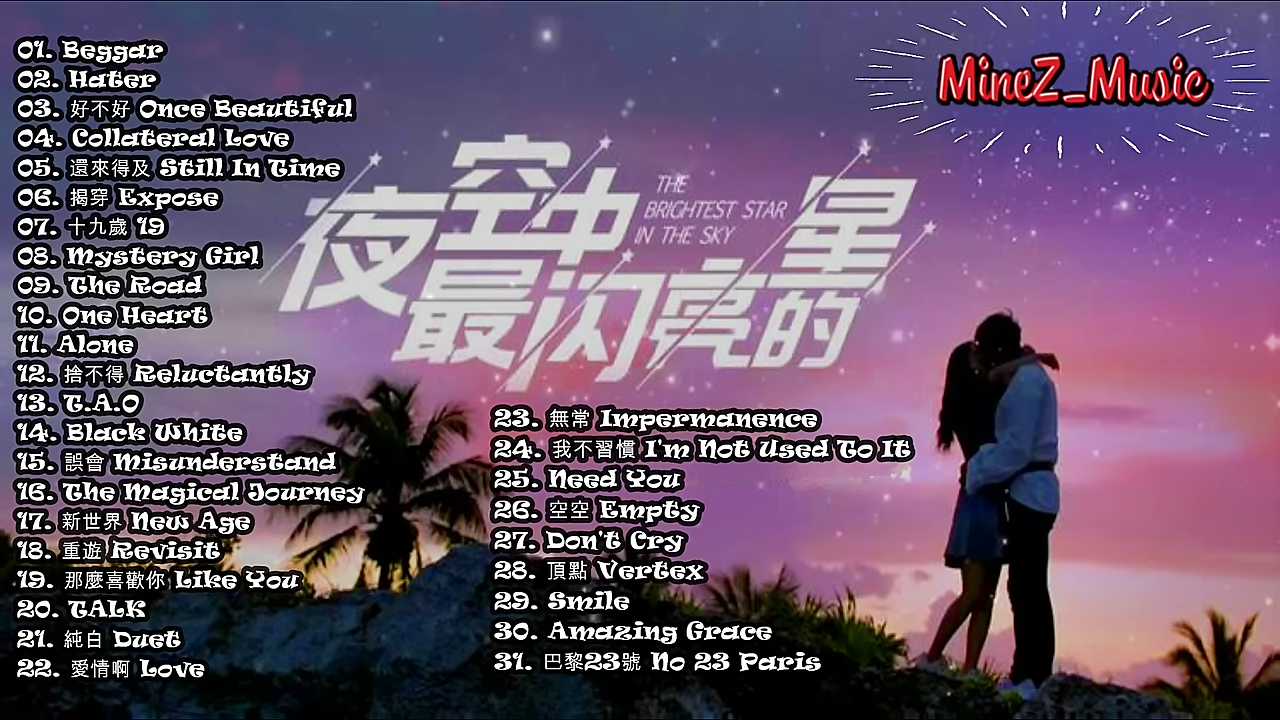 MineZ_Music
夜空中最闪亮的星
THE
BRIGHTEST STAR
IN THE SKY
01. Beggar
02. Hater
03. 好不好 Once Beautiful
04. Collateral Love
05. 還來得及 Still In Time
06. 揭穿 Expose
07. 十九歲 19
08. Mystery Girl
09. The Road
10. One Heart
11. Alone
12. 捨不得 Reluctantly
13. T.A.O
14. Black White
15. 誤會 Misunderstand
16. The Magical Journey
17. 新世界 New Age
18. 重遊 Revisit
19. 那麼喜歡你 Like You
20. TALK
21. 純白 Duet
22. 愛情啊 Love
23. 無常 Impermanence
24. 我不習慣 I'm Not Used To It
25. Need You
26. 空空 Empty
27. Don't Cry
28. 頂點 Vertex
29. Smile
30. Amazing Grace
31. 巴黎23號 No 23 Paris